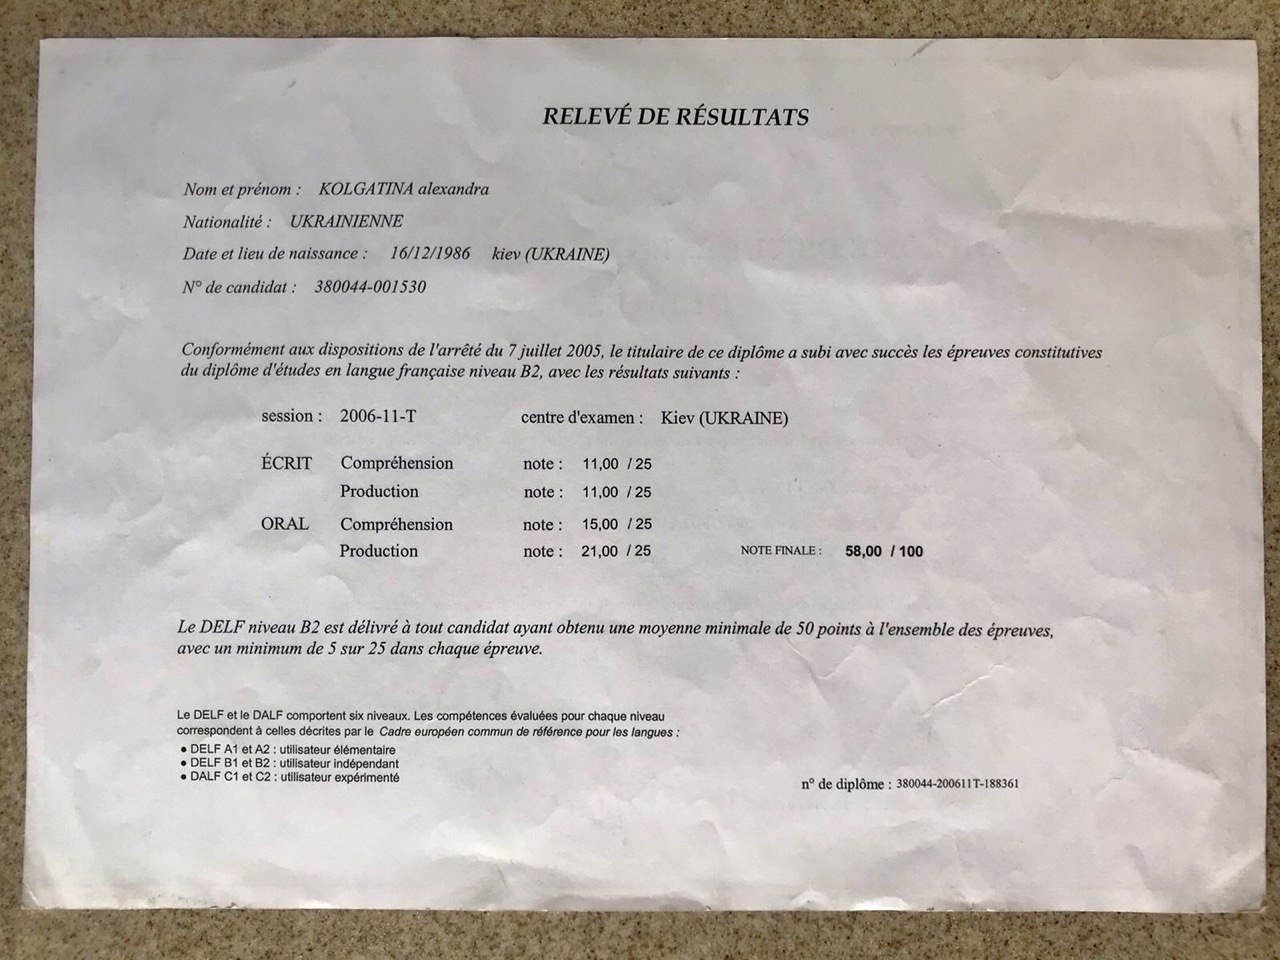 RELEVÉ DE RÉSULTATS
Nom et prénom : KOLGATINA alexandra
Nationalité : UKRAINIENNE
Date et lieu de naissance : 16/12/1986 kiev (UKRAINE)
N° de candidat : 380044-001530
Conformément aux dispositions de l'arrêté du 7 juillet 2005, le titulaire de ce diplôme a subi avec succès les épreuves constitutives
du diplôme d'études en langue française niveau B2, avec les résultats suivants :
session : 2006-11-T centre d'examen : Kiev (UKRAINE)
ÉCRIT Compréhension note : 11,00 / 25
Production note : 11,00 / 25
ORAL Compréhension note : 15,00 / 25
Production note : 21,00 / 25 NOTE FINALE : 58,00 / 100
Le DELF niveau B2 est délivré à tout candidat ayant obtenu une moyenne minimale de 50 points à l'ensemble des épreuves,
avec un minimum de 5 sur 25 dans chaque épreuve.
Le DELF et le DALF comportent six niveaux. Les compétences évaluées pour chaque niveau
correspondent à celles décrites par le Cadre européen commun de référence pour les langues :
● DELF A1 et A2 : utilisateur élémentaire
● DELF B1 et B2 : utilisateur indépendant
● DALF C1 et C2 : utilisateur expérimenté
n° de diplôme : 380044-200611T-188361